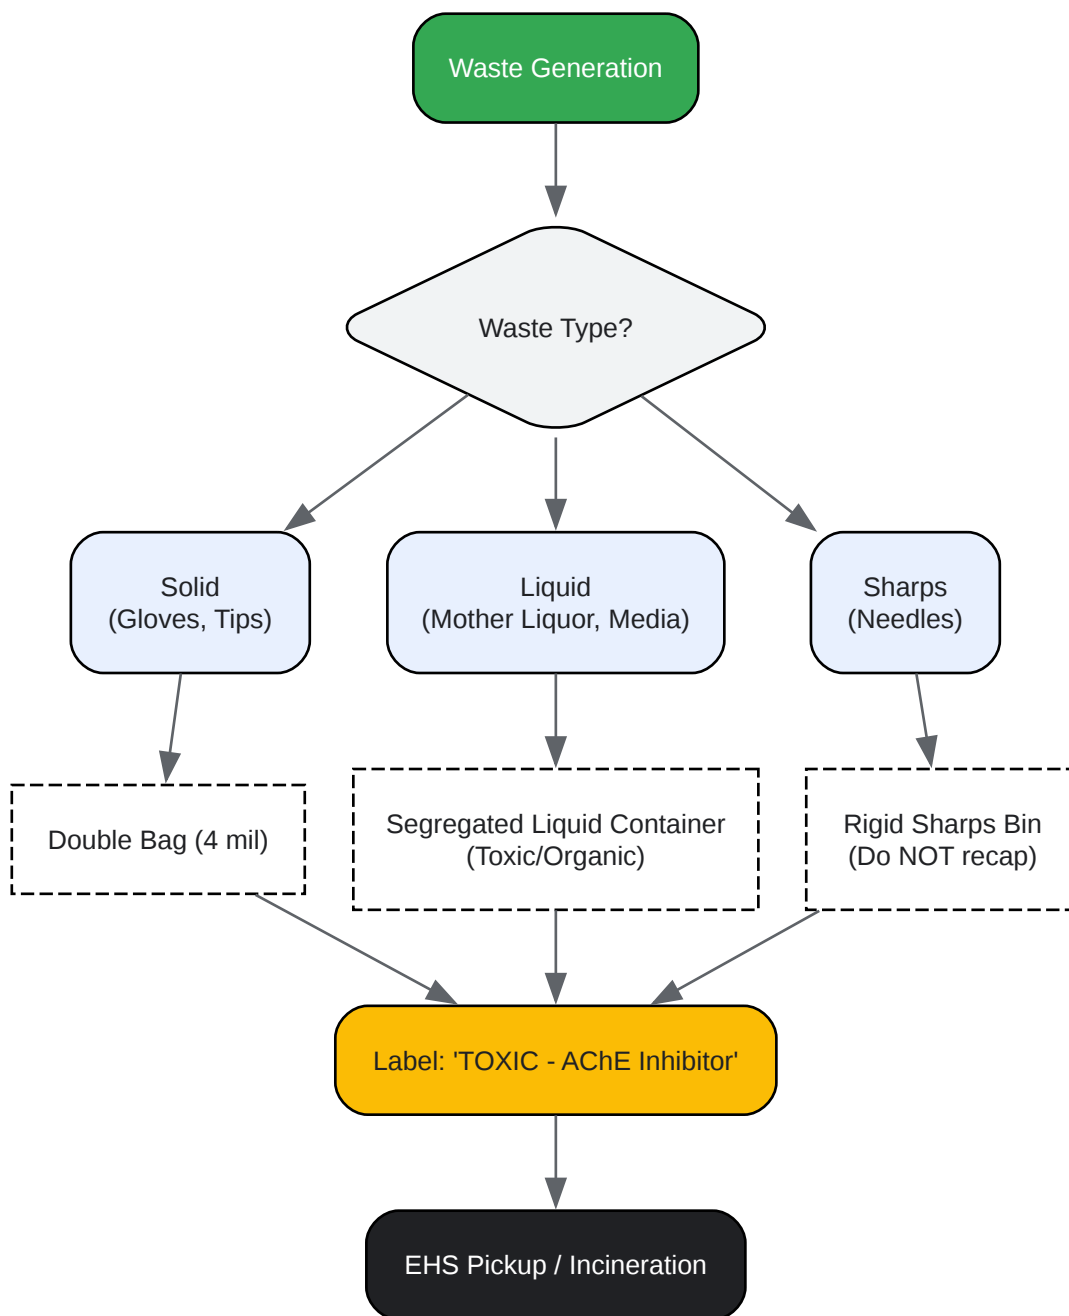 Waste Generation
Waste Type?
Solid
(Gloves, Tips)
Liquid
(Mother Liquor, Media)
Sharps
(Needles)
Double Bag (4 mil)
Segregated Liquid Container
(Toxic/Organic)
Rigid Sharps Bin
(Do NOT recap)
Label: 'TOXIC - AChE Inhibitor'
EHS Pickup / Incineration